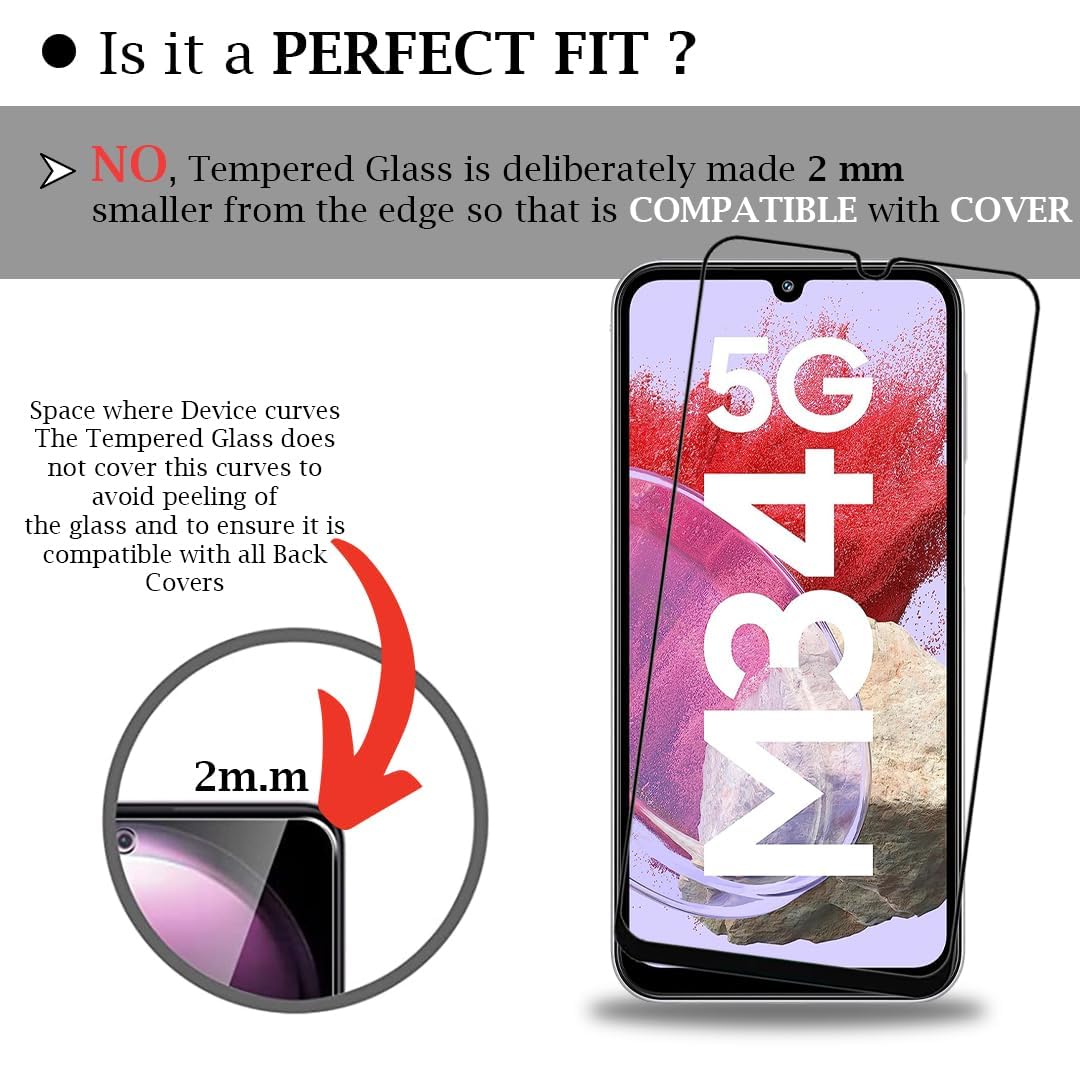 Is it a PERFECT FIT ?
NO, Tempered Glass is deliberately made 2 mm
smaller from the edge so that is COMPATIBLE with COVER
Space where Device curves
The Tempered Glass does
not cover this curves to
avoid peeling of
the glass and to ensure it is
compatible with all Back
Covers
2m.m
M34 5G